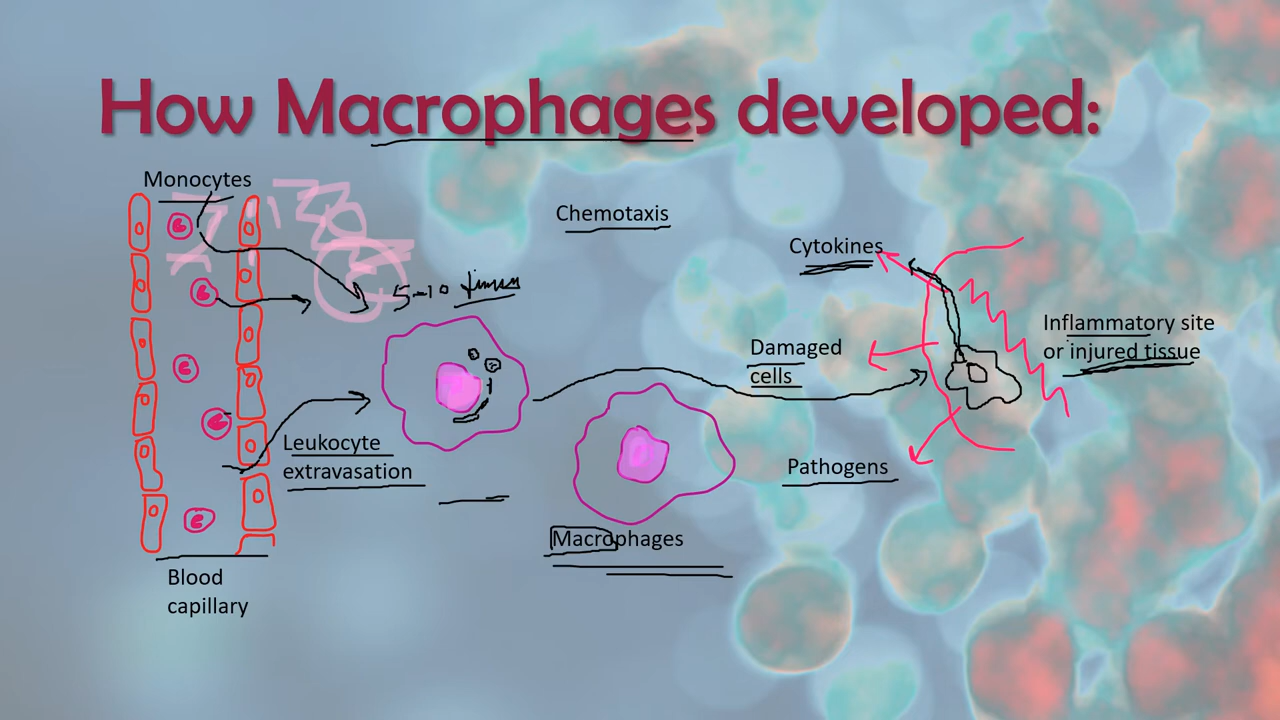 How Macrophages developed:
Monocytes
Chemotaxis
Cytokines
5-10
Inflammatory site
or injured tissue
Damaged
cells
Leukocyte
extravasation
Pathogens
Macrophages
Blood
capillary